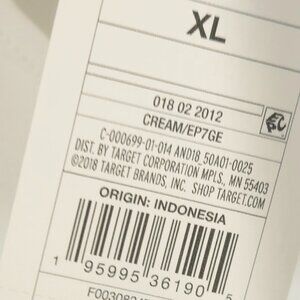 XL
018 02 2012
CREAM/EP7GE
C-000699-01-014 AND18_50A01-0025
DIST. BY TARGET CORPORATION MPLS, MN 55403
©2018 TARGET BRANDS, INC. SHOP TARGET.COM
ORIGIN: INDONESIA
1 95995 36190 5